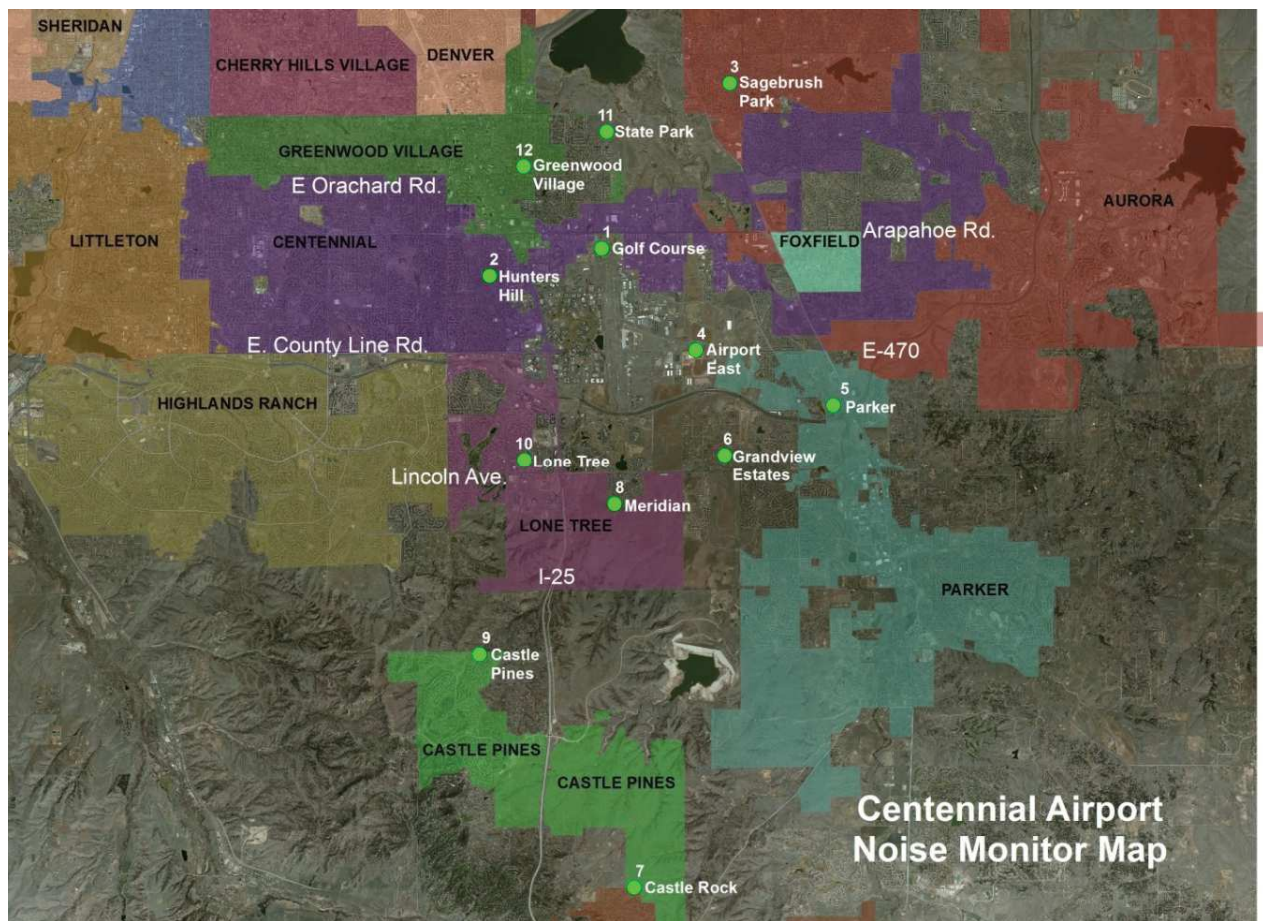 SHERIDAN
CHERRY HILLS VILLAGE
DENVER
3
Sagebrush
Park
11
State Park
12
Greenwood
Village
GREENWOOD VILLAGE
E Orachard Rd.
AURORA
LITTLETON
CENTENNIAL
1
Golf Course
FOXFIELD
Arapahoe Rd.
2
Hunters
Hill
4
Airport
East
E. County Line Rd.
E-470
HIGHLANDS RANCH
5
Parker
10
Lone Tree
6
Grandview
Estates
Lincoln Ave.
8
Meridian
LONE TREE
I-25
PARKER
9
Castle
Pines
CASTLE PINES
CASTLE PINES
Centennial Airport
Noise Monitor Map
7
Castle Rock